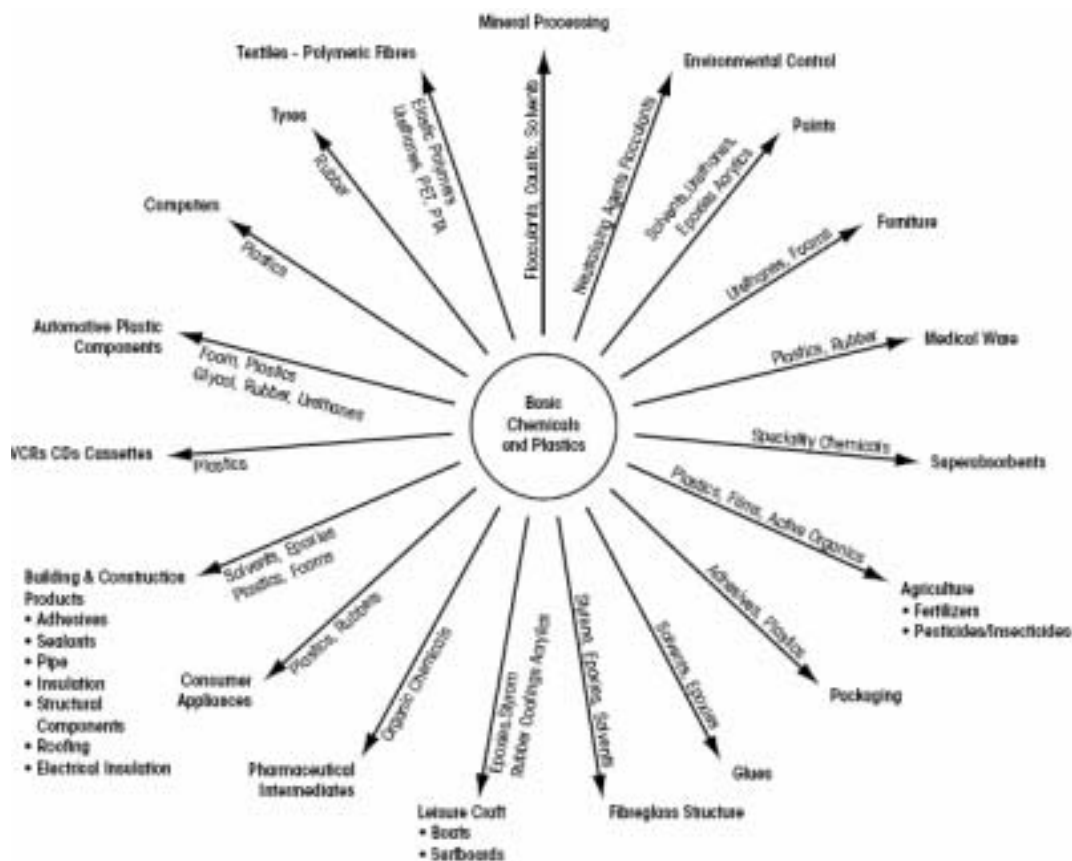 Mineral Processing
Flocculants, Caustic, Solvents
Environmental Control
Neutralising Agents Flocculants
Paints
Solvents, Urethanes,
Epoxies Acrylics
Furniture
Urethanes, Foams
Medical Ware
Plastics, Rubber
Superabsorbents
Speciality Chemicals
Agriculture
• Fertilizers
• Pesticides/Insecticides
Plastics, Films, Active Organics
Packaging
Adhesives, Plastics
Glues
Solvents, Epoxies
Fibreglass Structure
Styrene, Epoxies, Solvents
Leisure Craft
• Boats
• Surfboards
Epoxies, Styrom
Rubber Coatings Acrylics
Pharmaceutical
Intermediates
Organic Chemicals
Consumer
Appliances
Plastics, Rubbers
Building & Construction
Products
• Adhesives
• Sealants
• Pipe
• Insulation
• Structural
Components
• Roofing
• Electrical Insulation
Solvents, Epoxies
Plastics, Foams
VCRs CDs Cassettes
Plastics
Automotive Plastic
Components
Foam, Plastics
Glycol, Rubber, Urethanes
Computers
Plastics
Tyres
Rubber
Textiles - Polymeric Fibres
Elastic Polymers
Urethanes, PET, PTA
Basic
Chemicals
and Plastics